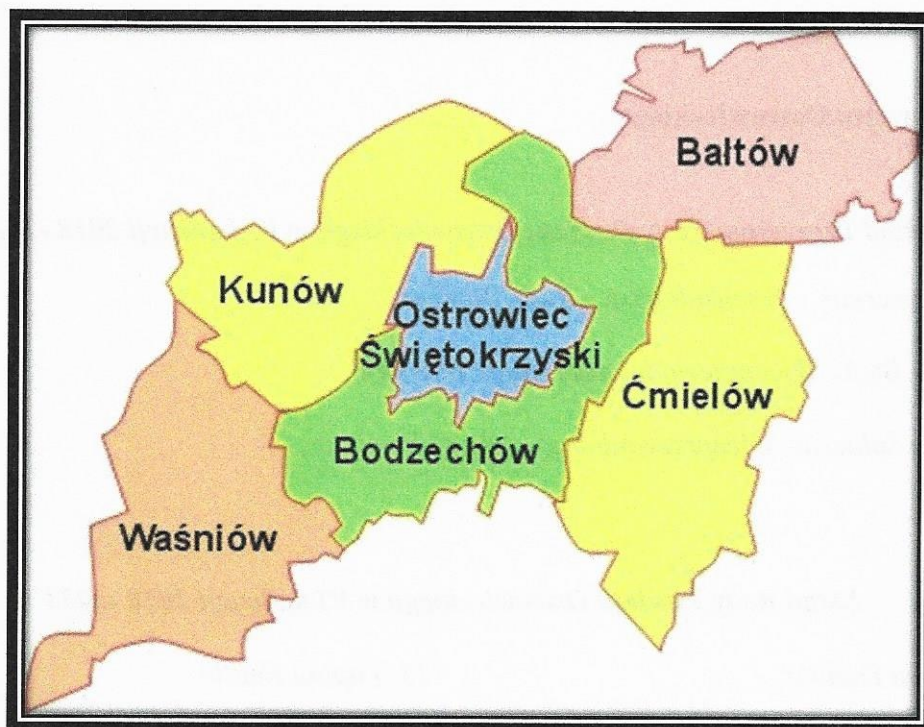 Bałtów
Kunów
Ostrowiec
Świętokrzyski
Ćmielów
Bodzechów
Waśniów